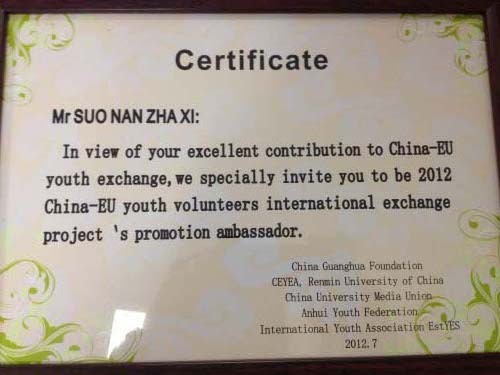 Certificate
Mr SUO NAN ZHA XI:
In view of your excellent contribution to China-EU
youth exchange,we specially invite you to be 2012
China-EU youth volunteers international exchange
project 's promotion ambassador.
China Guanghua Foundation
CEYEA, Renmin University of China
China University Media Union
Anhui Youth Federation
International Youth Association EstYES
2012.7